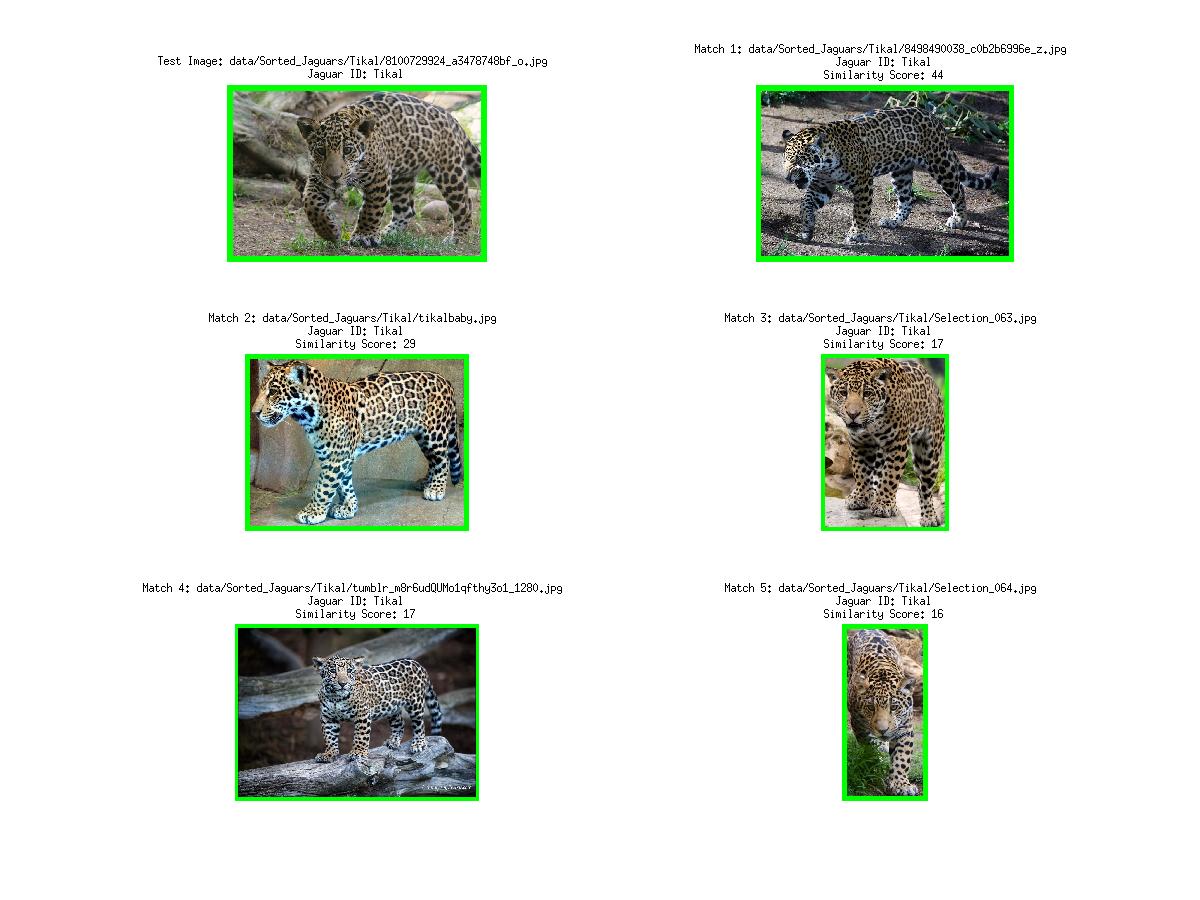 Test Image: data/Sorted_Jaguars/Tikal/8100729924_a3478748bf_o.jpg
Jaguar ID: Tikal
Match 1: data/Sorted_Jaguars/Tikal/8498490038_c0b2b6996e_z.jpg
Jaguar ID: Tikal
Similarity Score: 44
Match 2: data/Sorted_Jaguars/Tikal/tikalbaby.jpg
Jaguar ID: Tikal
Similarity Score: 29
Match 3: data/Sorted_Jaguars/Tikal/Selection_063.jpg
Jaguar ID: Tikal
Similarity Score: 17
Match 4: data/Sorted_Jaguars/Tikal/tumblr_m8r6udQUMo1qfthy3o1_1280.jpg
Jaguar ID: Tikal
Similarity Score: 17
Match 5: data/Sorted_Jaguars/Tikal/Selection_064.jpg
Jaguar ID: Tikal
Similarity Score: 16